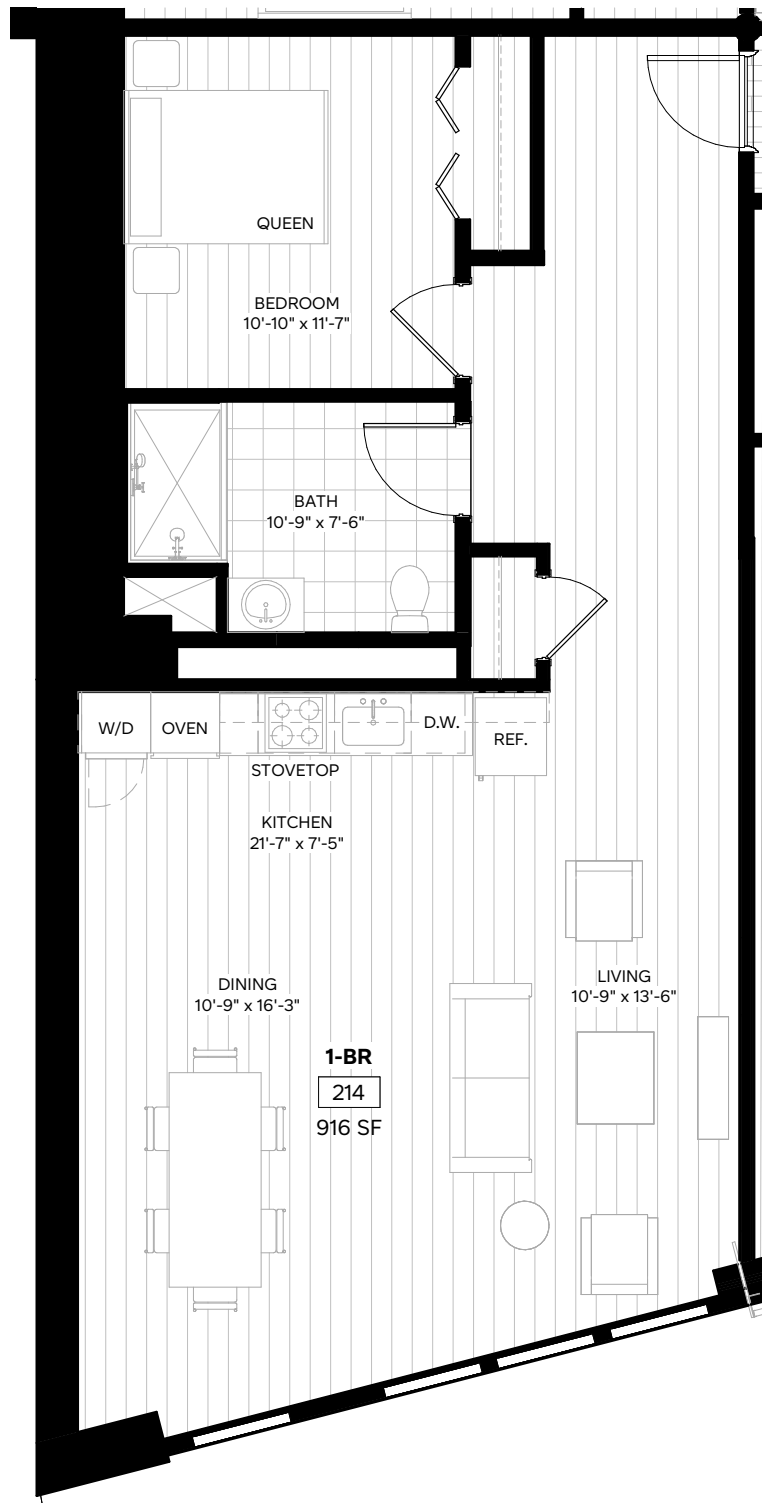 QUEEN
BEDROOM
10'-10" x 11'-7"
BATH
10'-9" x 7'-6"
W/D
OVEN
D.W.
REF.
STOVETOP
KITCHEN
21'-7" x 7'-5"
DINING
10'-9" x 16'-3"
LIVING
10'-9" x 13'-6"
1-BR
214
916 SF